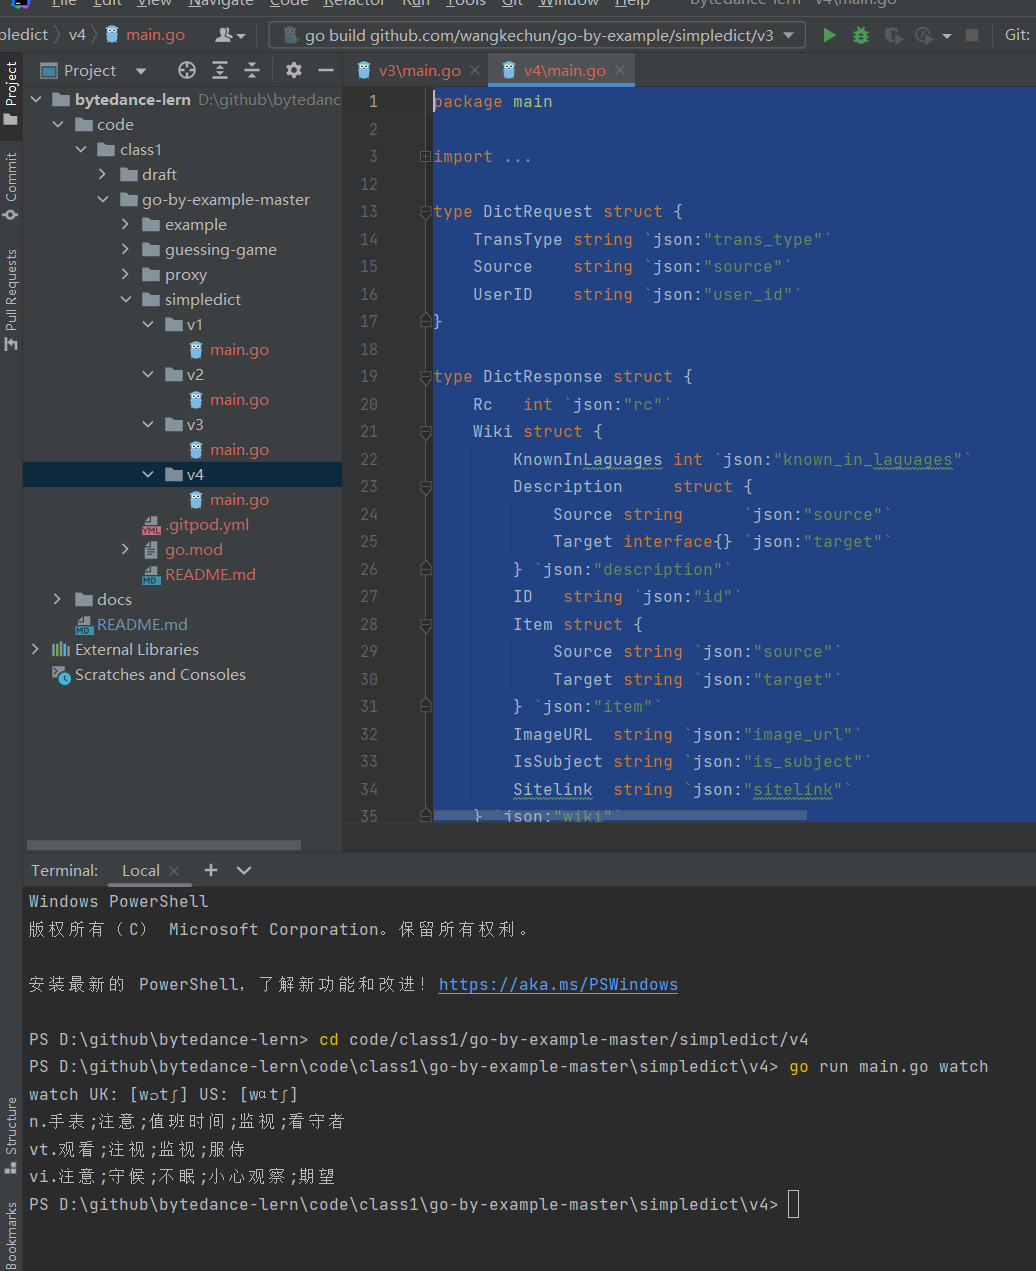 File Edit View Navigate Code Refactor Run Tools Git Window Help bytedance-lern - v4\main.go
pledict v4 main.go go build github.com/wangkechun/go-by-example/simpledict/v3 Git:
Project v3\main.go v4\main.go
Project
Commit
Pull Requests
Structure
Bookmarks
bytedance-lern D:\github\bytedanc
code
class1
draft
go-by-example-master
example
guessing-game
proxy
simpledict
v1
main.go
v2
main.go
v3
main.go
v4
main.go
.gitpod.yml
go.mod
README.md
docs
README.md
External Libraries
Scratches and Consoles
1 package main
2
3 import ...
12
13 type DictRequest struct {
14 TransType string `json:"trans_type"`
15 Source string `json:"source"`
16 UserID string `json:"user_id"`
17 }
18
19 type DictResponse struct {
20 Rc int `json:"rc"`
21 Wiki struct {
22 KnownInLaguages int `json:"known_in_laguages"`
23 Description struct {
24 Source string `json:"source"`
25 Target interface{} `json:"target"`
26 } `json:"description"`
27 ID string `json:"id"`
28 Item struct {
29 Source string `json:"source"`
30 Target string `json:"target"`
31 } `json:"item"`
32 ImageURL string `json:"image_url"`
33 IsSubject string `json:"is_subject"`
34 Sitelink string `json:"sitelink"`
35 } `json:"wiki"`
Terminal: Local
Windows PowerShell
版权所有（C） Microsoft Corporation。保留所有权利。
安装最新的 PowerShell，了解新功能和改进！https://aka.ms/PSWindows
PS D:\github\bytedance-lern> cd code/class1/go-by-example-master/simpledict/v4
PS D:\github\bytedance-lern\code\class1\go-by-example-master\simpledict\v4> go run main.go watch
watch UK: [wɔtʃ] US: [wɑtʃ]
n.手表;注意;值班时间;监视;看守者
vt.观看;注视;监视;服侍
vi.注意;守候;不眠;小心观察;期望
PS D:\github\bytedance-lern\code\class1\go-by-example-master\simpledict\v4>